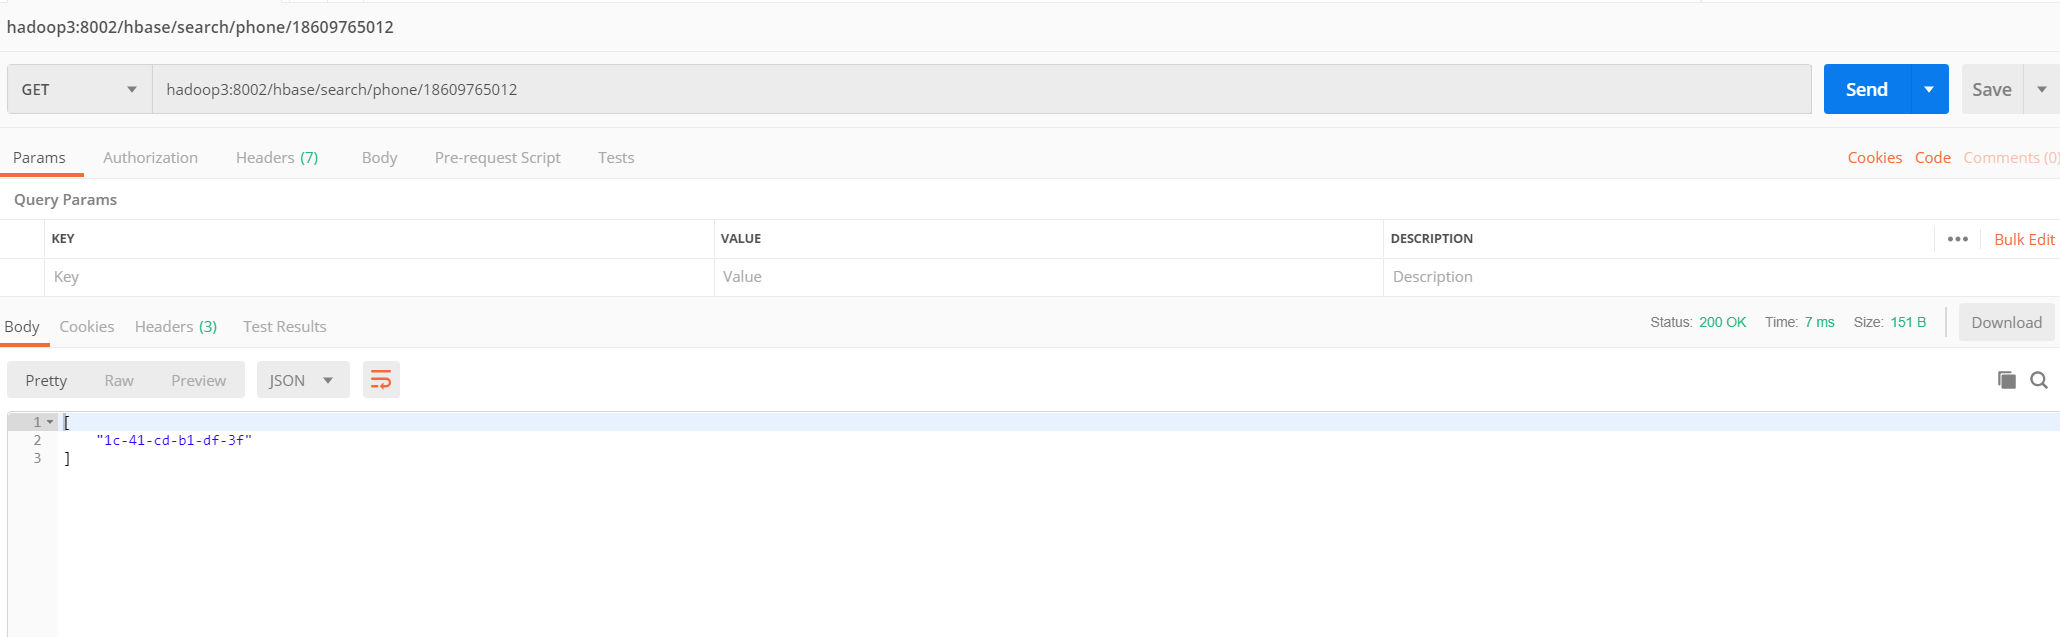 hadoop3:8002/hbase/search/phone/18609765012
GET hadoop3:8002/hbase/search/phone/18609765012 Send Save
Params Authorization Headers (7) Body Pre-request Script Tests Cookies Code Comments (0)
Query Params
KEY VALUE DESCRIPTION ••• Bulk Edit
Key Value Description
Body Cookies Headers (3) Test Results Status: 200 OK Time: 7 ms Size: 151 B Download
Pretty Raw Preview JSON
1 [
2 "1c-41-cd-b1-df-3f"
3 ]